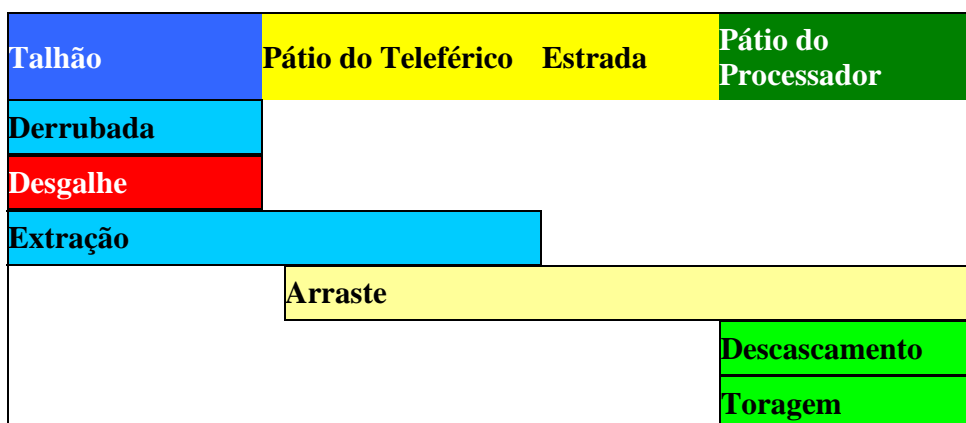 Talhão
Pátio do Teleférico
Estrada
Pátio do
Processador
Derrubada
Desgalhe
Extração
Arraste
Descascamento
Toragem